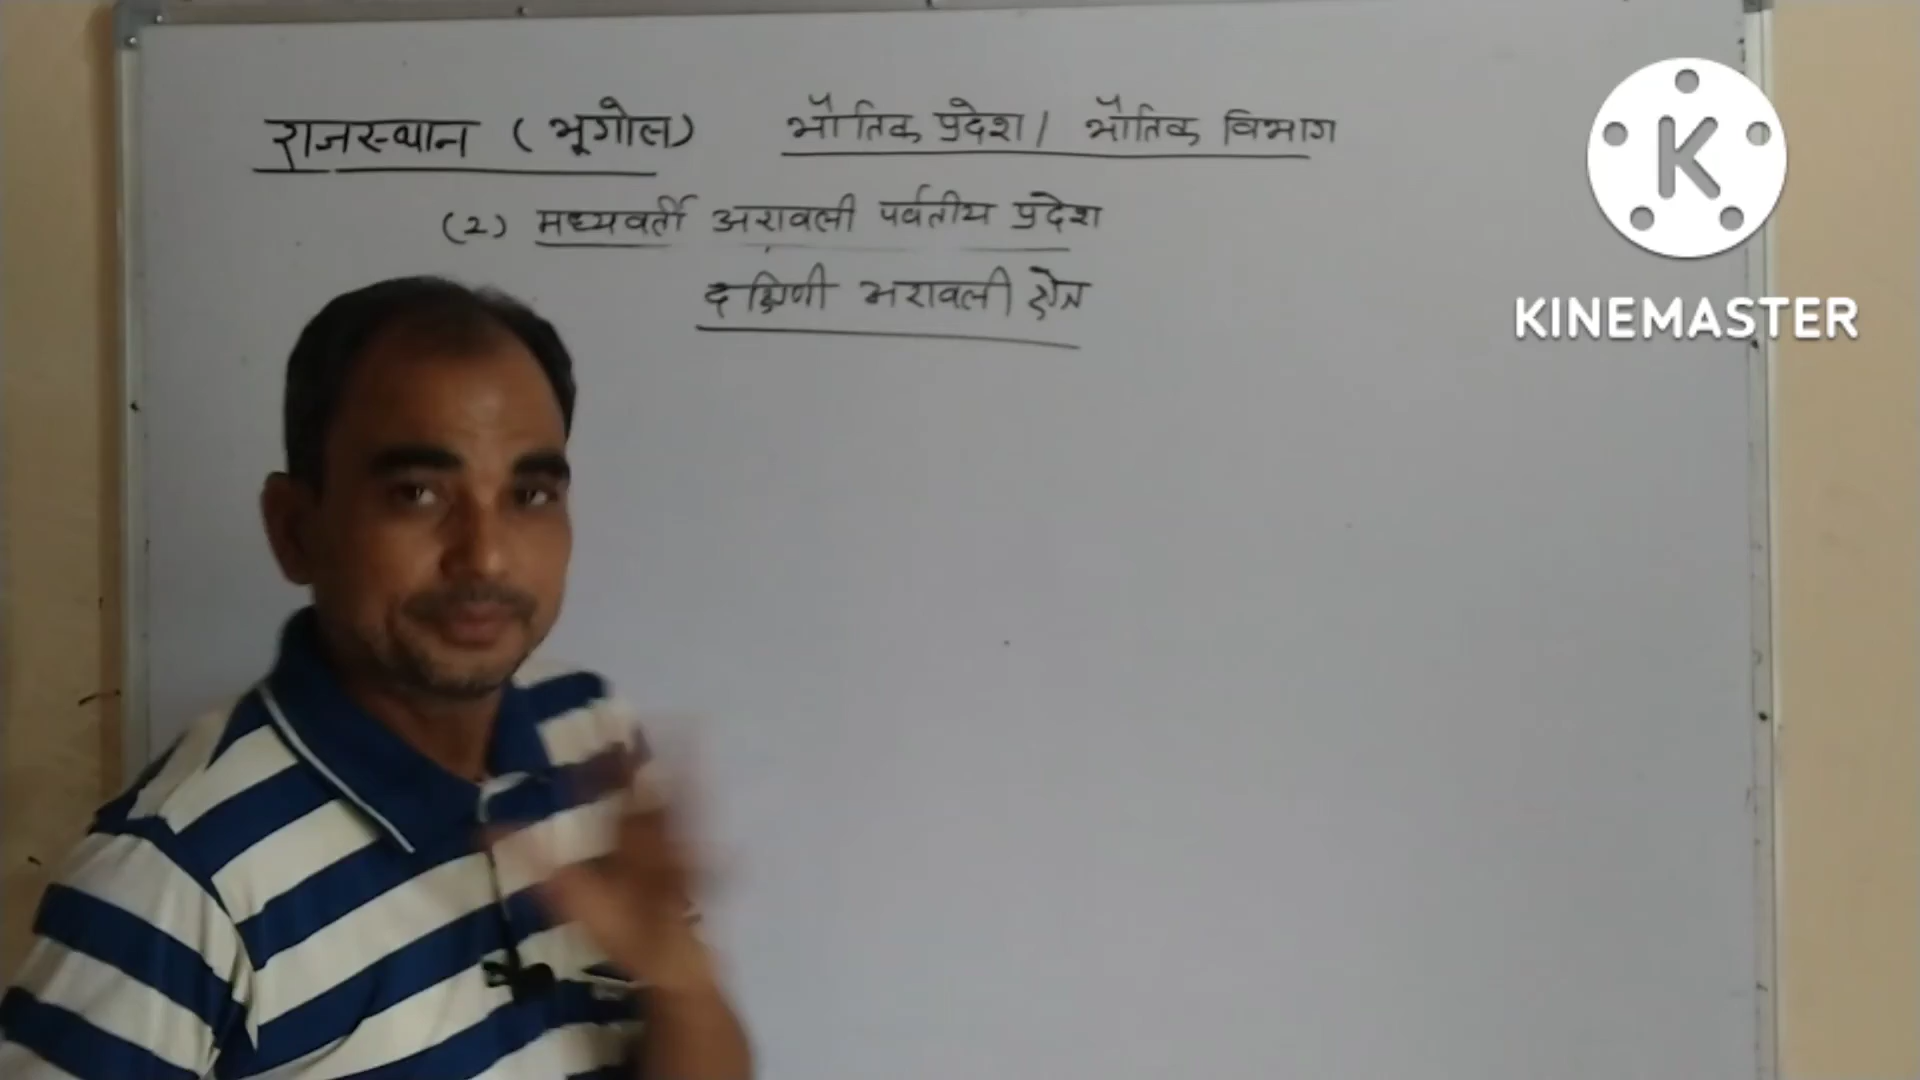 राजस्थान (भूगोल) भौतिक प्रदेश / भौतिक विभाग
(2) मध्यवर्ती अरावली पर्वतीय प्रदेश
दक्षिणी अरावली क्षेत्र
K
KINEMASTER